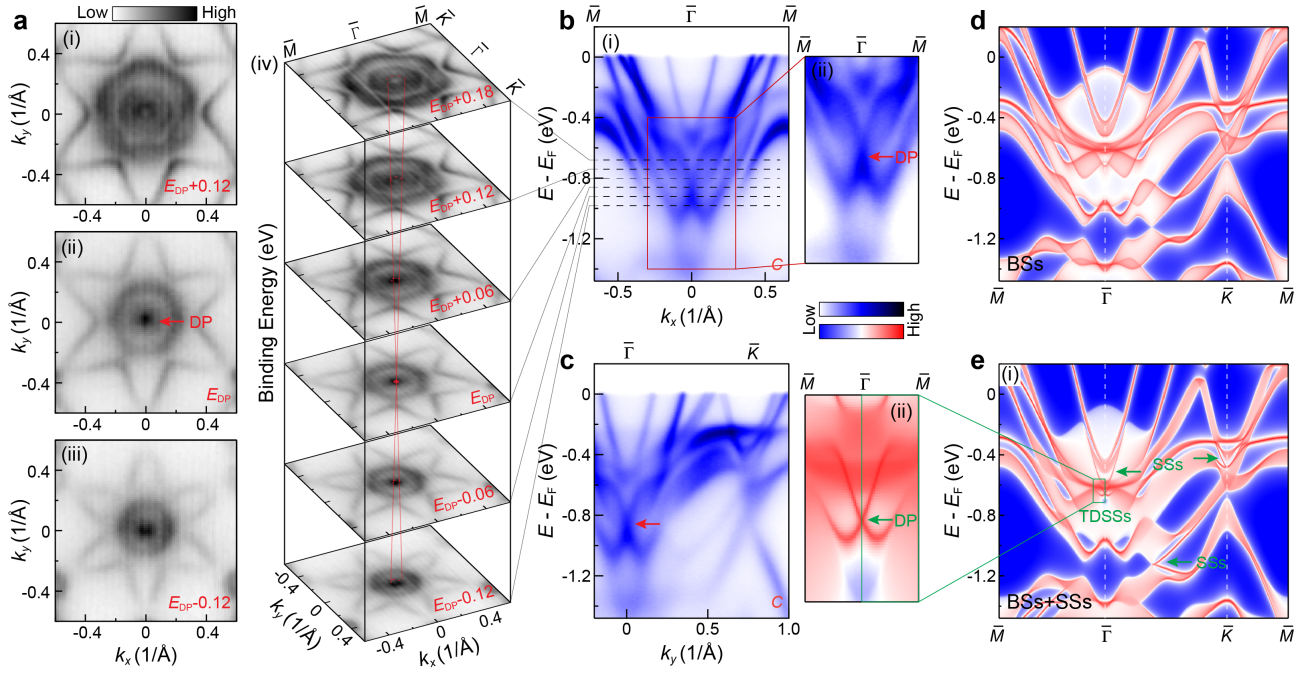 a
Low High
(i)
0.4
0
-0.4
k_y (1/Å)
E_DP+0.12
-0.4 0 0.4
(ii)
0.4
0
-0.4
k_y (1/Å)
DP
E_DP
(iii)
0.4
0
-0.4
k_y (1/Å)
E_DP-0.12
-0.4 0 0.4
k_x (1/Å)
(iv)
M̅ Γ̅ M̅
K̅ Γ̅ K̅
Binding Energy (eV)
E_DP+0.18
E_DP+0.12
E_DP+0.06
E_DP
E_DP-0.06
E_DP-0.12
-0.4 0 0.4
k_y (1/Å)
-0.4 0 0.4
k_x (1/Å)
b
M̅ Γ̅ M̅
(i)
0
-0.4
-0.8
-1.2
E - E_F (eV)
C
-0.5 0 0.5
k_x (1/Å)
M̅ Γ̅ M̅
(ii)
DP
Low High
c
Γ̅ K̅
0
-0.4
-0.8
-1.2
E - E_F (eV)
C
0 0.5 1.0
k_y (1/Å)
M̅ Γ̅ M̅
(ii)
DP
d
0
-0.4
-0.8
-1.2
E - E_F (eV)
BSs
M̅ Γ̅ K̅ M̅
e
(i)
0
-0.4
-0.8
-1.2
E - E_F (eV)
SSs
TDSSs
SSs
BSs+SSs
M̅ Γ̅ K̅ M̅